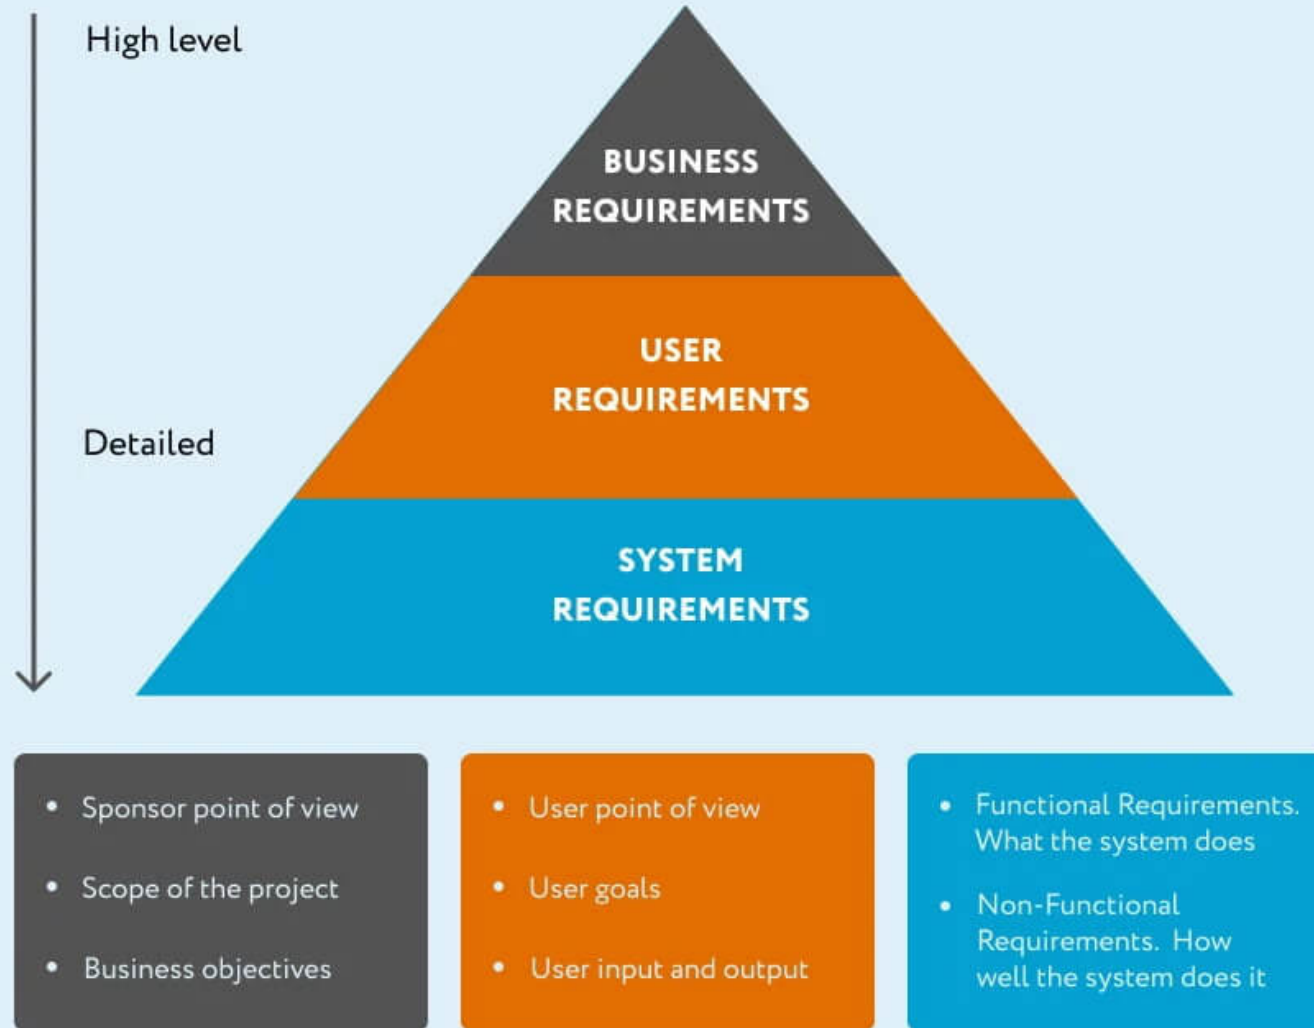 High level
BUSINESS
REQUIREMENTS
USER
REQUIREMENTS
Detailed
SYSTEM
REQUIREMENTS
• Sponsor point of view
• Scope of the project
• Business objectives
• User point of view
• User goals
• User input and output
• Functional Requirements.
What the system does
• Non-Functional
Requirements. How
well the system does it